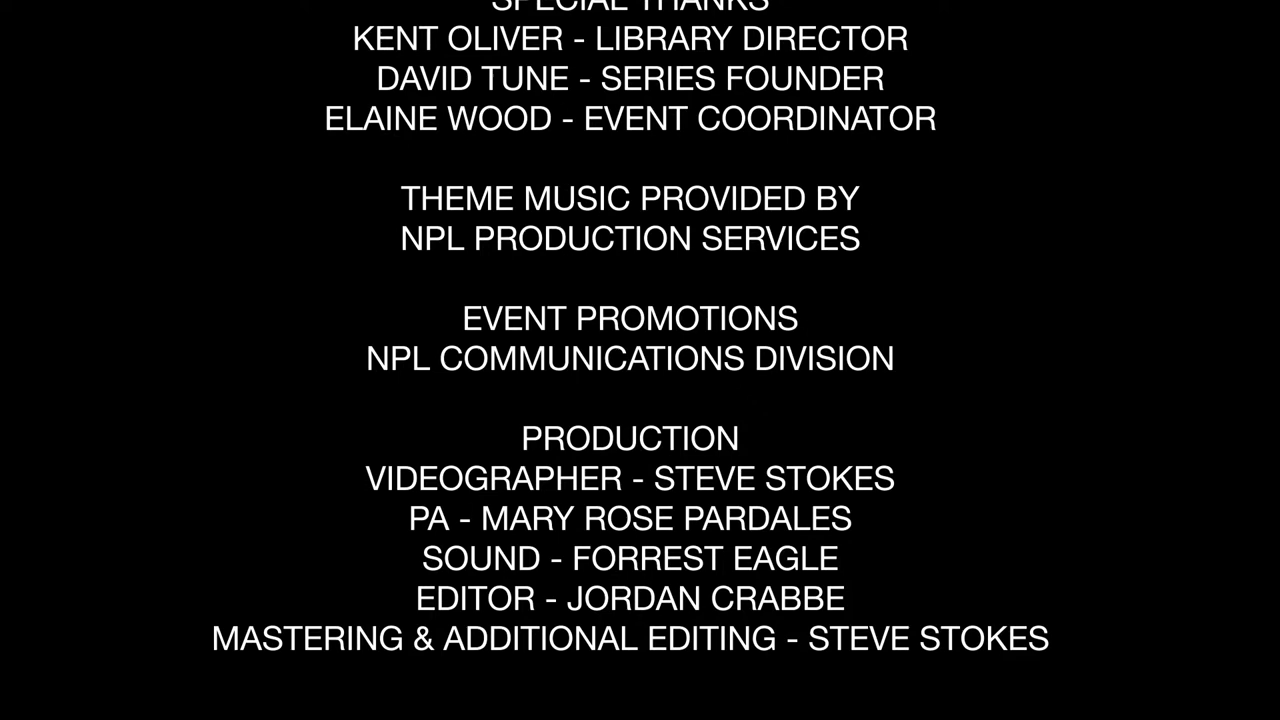 SPECIAL THANKS
KENT OLIVER - LIBRARY DIRECTOR
DAVID TUNE - SERIES FOUNDER
ELAINE WOOD - EVENT COORDINATOR
THEME MUSIC PROVIDED BY
NPL PRODUCTION SERVICES
EVENT PROMOTIONS
NPL COMMUNICATIONS DIVISION
PRODUCTION
VIDEOGRAPHER - STEVE STOKES
PA - MARY ROSE PARDALES
SOUND - FORREST EAGLE
EDITOR - JORDAN CRABBE
MASTERING & ADDITIONAL EDITING - STEVE STOKES